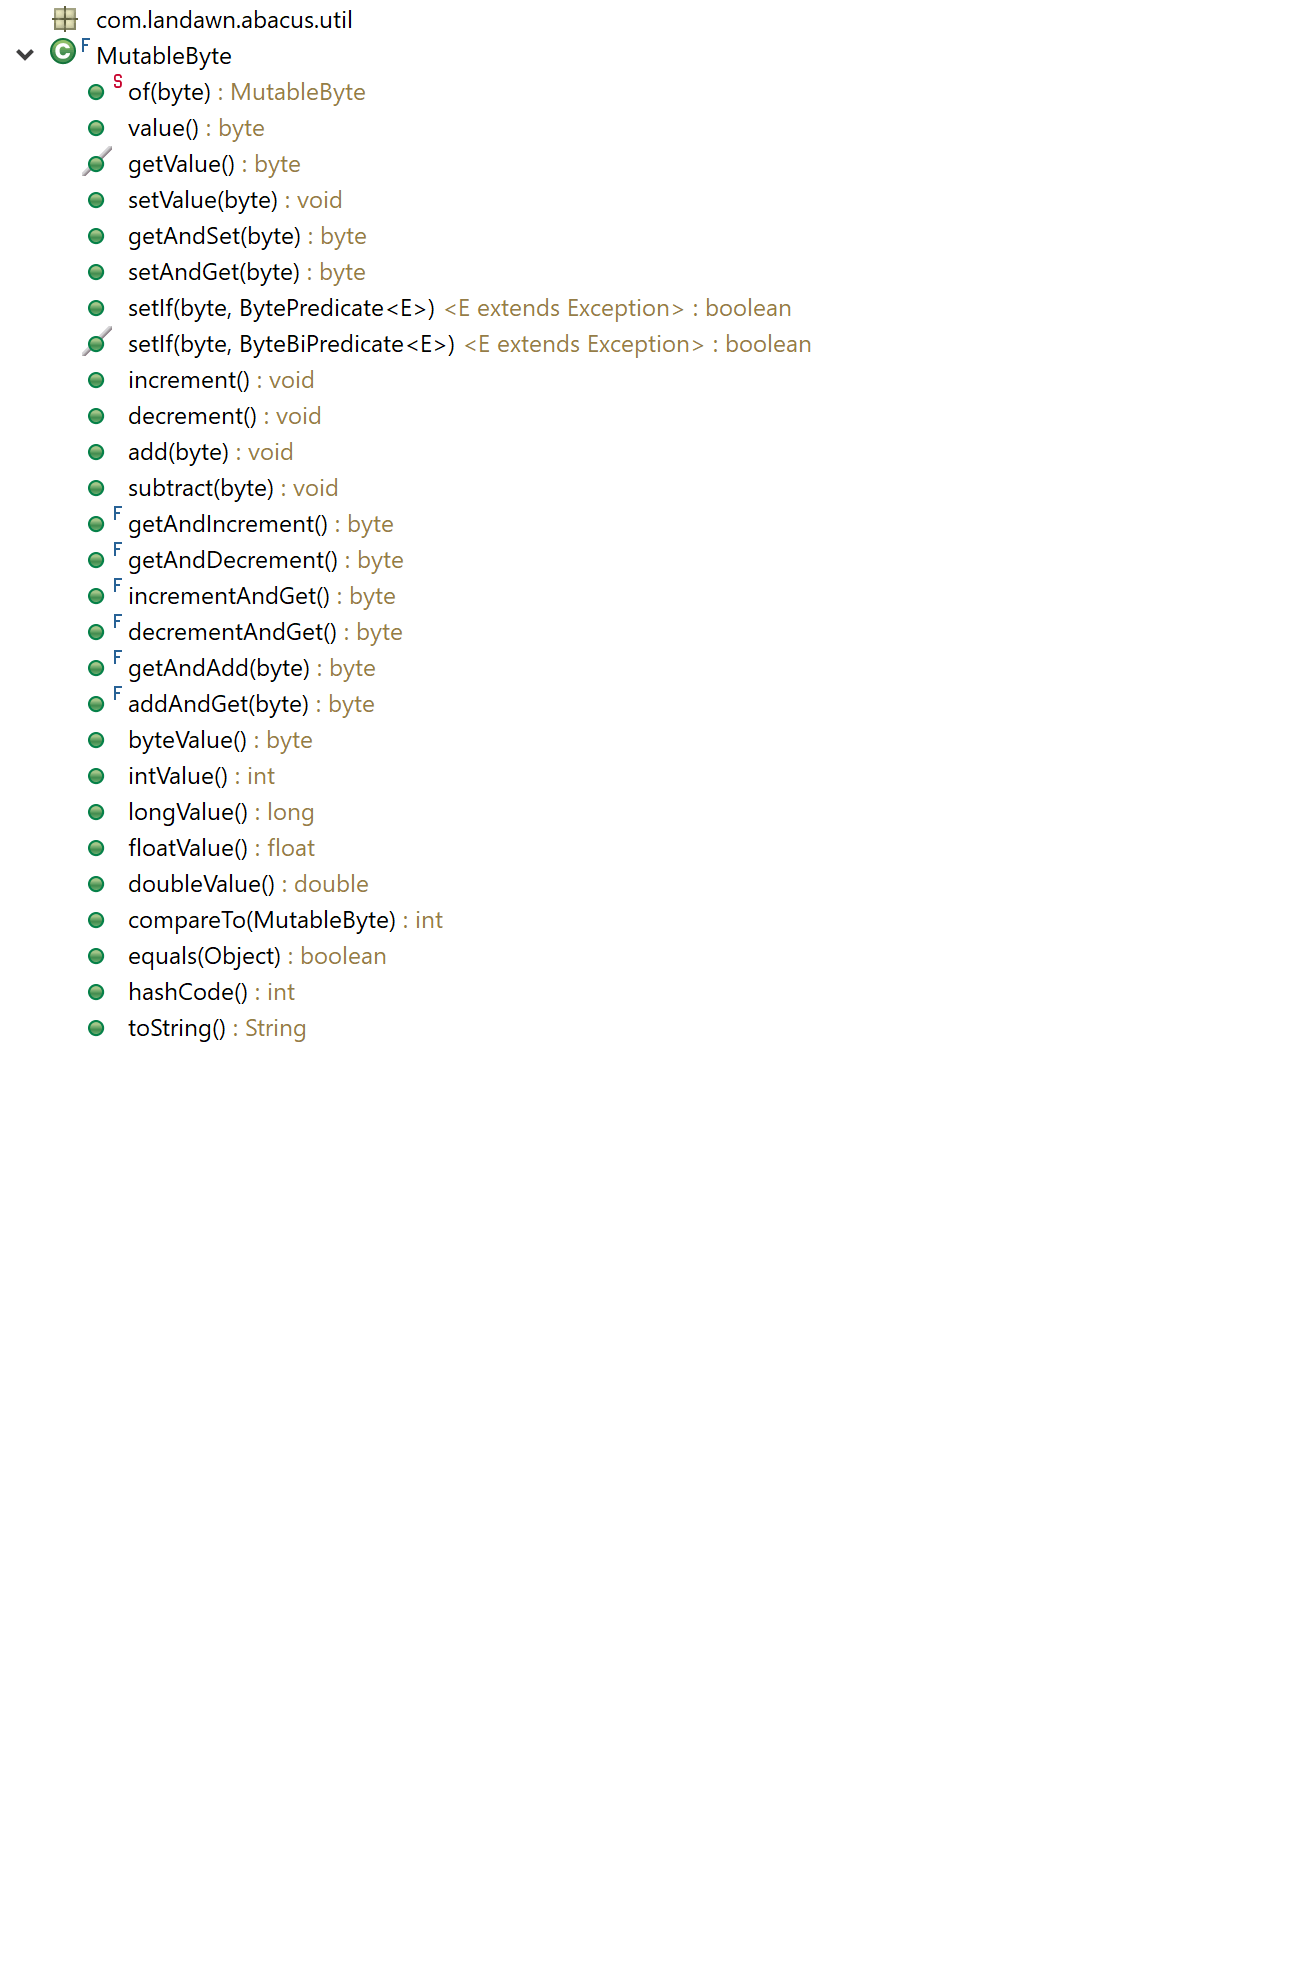 com.landawn.abacus.util
C F MutableByte
S of(byte) : MutableByte
value() : byte
getValue() : byte
setValue(byte) : void
getAndSet(byte) : byte
setAndGet(byte) : byte
setIf(byte, BytePredicate<E>) <E extends Exception> : boolean
setIf(byte, ByteBiPredicate<E>) <E extends Exception> : boolean
increment() : void
decrement() : void
add(byte) : void
subtract(byte) : void
F getAndIncrement() : byte
F getAndDecrement() : byte
F incrementAndGet() : byte
F decrementAndGet() : byte
F getAndAdd(byte) : byte
F addAndGet(byte) : byte
byteValue() : byte
intValue() : int
longValue() : long
floatValue() : float
doubleValue() : double
compareTo(MutableByte) : int
equals(Object) : boolean
hashCode() : int
toString() : String